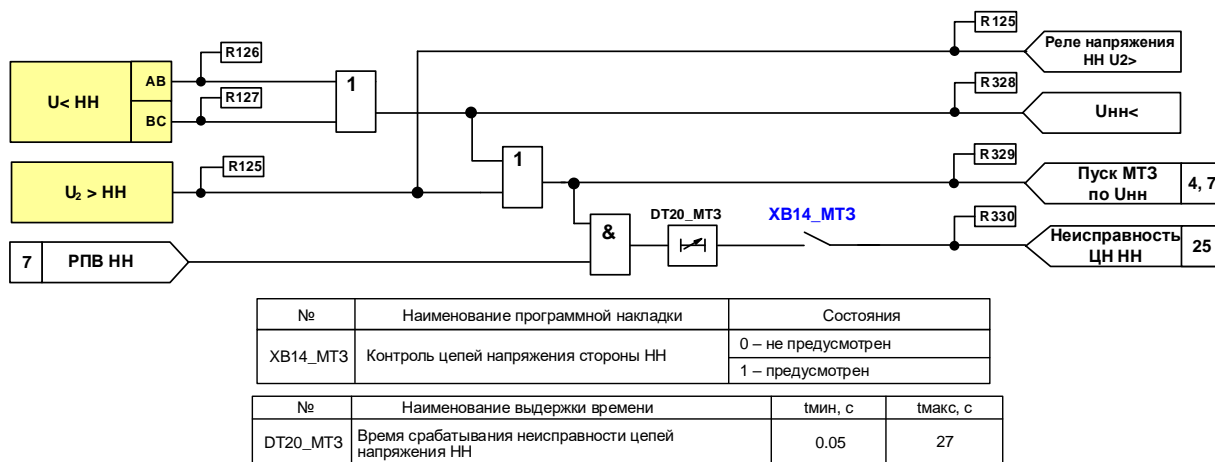 R125
Реле напряжения
НН U2>
R126
U< НН
AB
BC
R127
1
R328
Uнн<
1
R329
U2 > НН
R125
Пуск МТЗ
по Uнн
4, 7
DT20_МТЗ
XB14_МТЗ
&
R330
Неисправность
ЦН НН
25
7
РПВ НН
№
Наименование программной накладки
Состояния
XB14_МТЗ
Контроль цепей напряжения стороны НН
0 – не предусмотрен
1 – предусмотрен
№
Наименование выдержки времени
tмин, с
tмакс, с
DT20_МТЗ
Время срабатывания неисправности цепей
напряжения НН
0.05
27